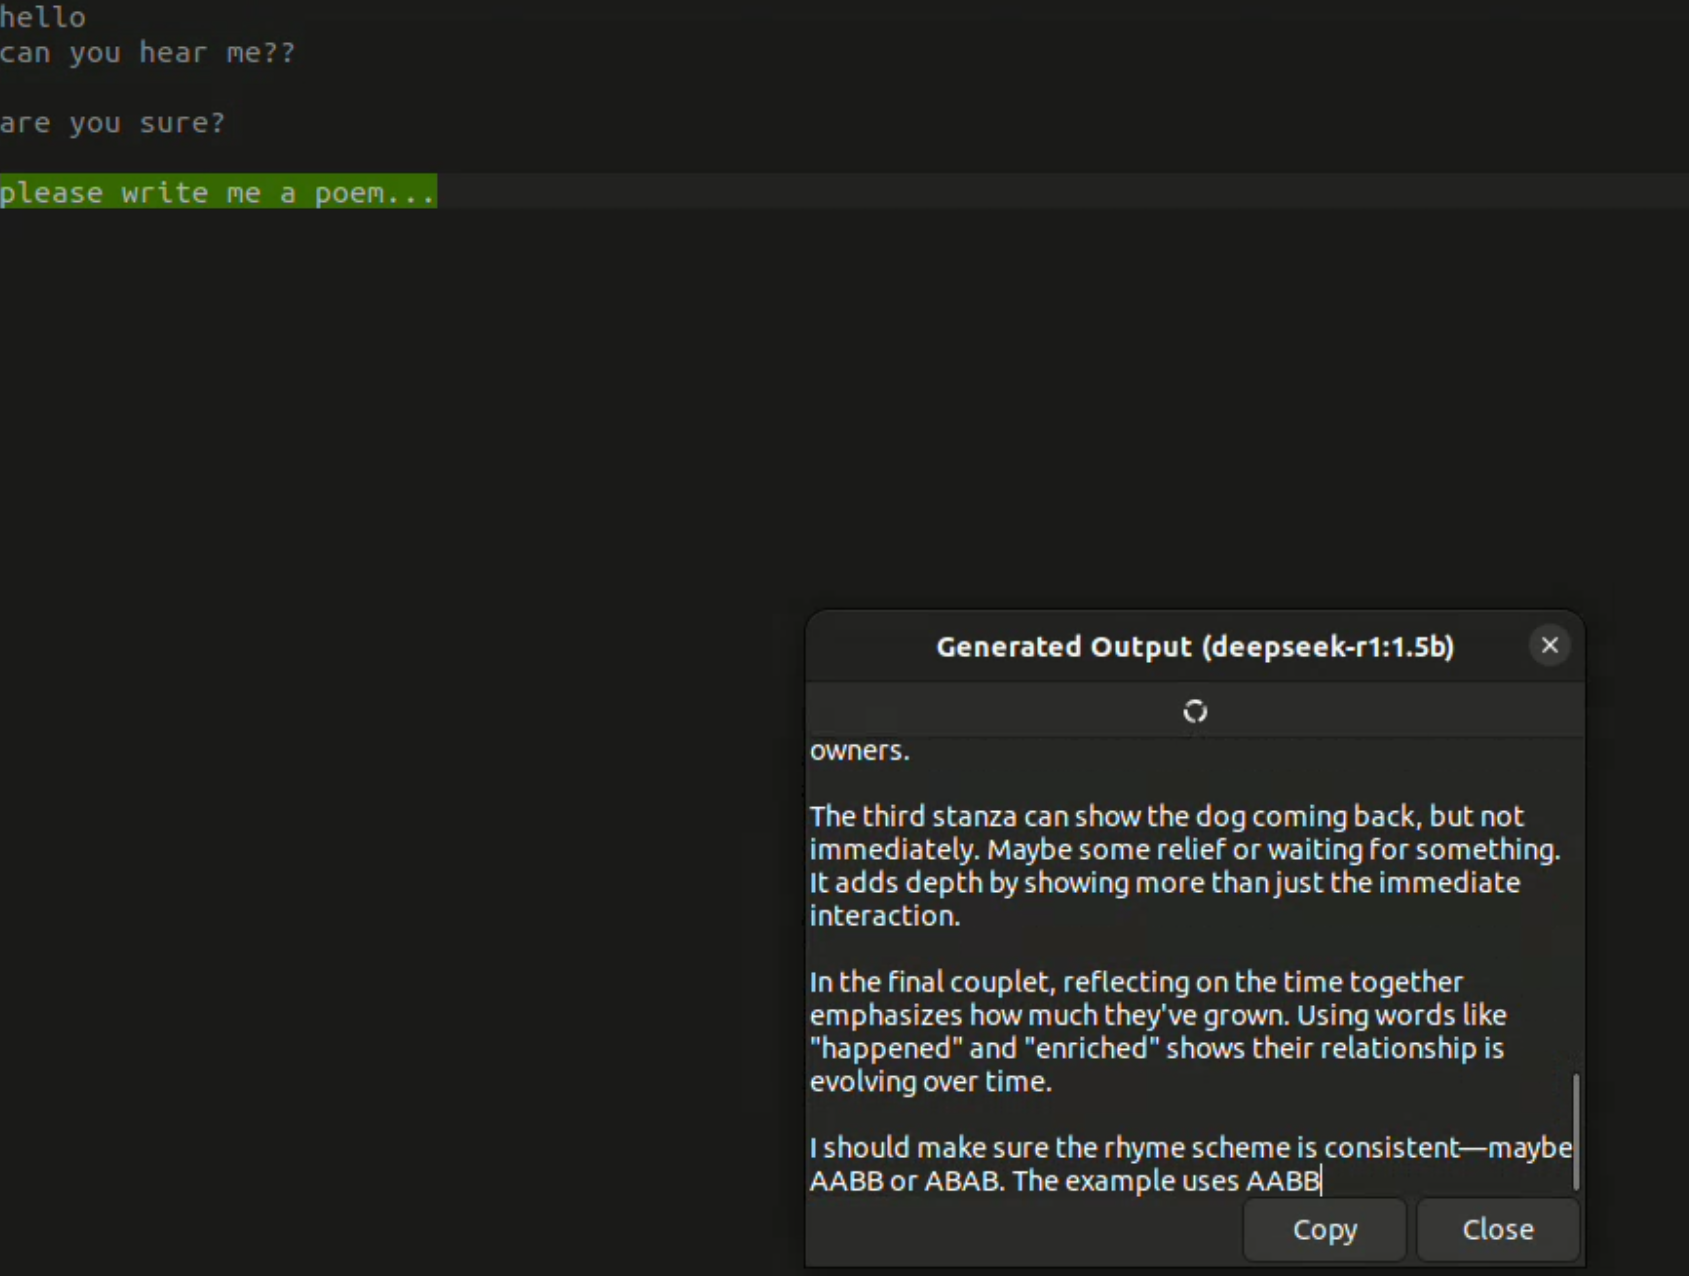 hello
can you hear me??
are you sure?
please write me a poem...
Generated Output (deepseek-r1:1.5b)
owners.
The third stanza can show the dog coming back, but not
immediately. Maybe some relief or waiting for something.
It adds depth by showing more than just the immediate
interaction.
In the final couplet, reflecting on the time together
emphasizes how much they've grown. Using words like
"happened" and "enriched" shows their relationship is
evolving over time.
I should make sure the rhyme scheme is consistent—maybe
AABB or ABAB. The example uses AABB
Copy Close